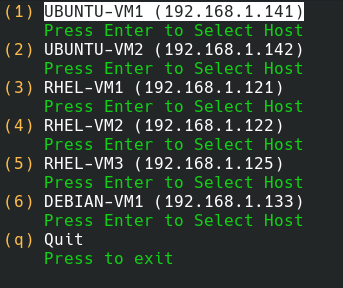 (1) UBUNTU-VM1 (192.168.1.141)
Press Enter to Select Host
(2) UBUNTU-VM2 (192.168.1.142)
Press Enter to Select Host
(3) RHEL-VM1 (192.168.1.121)
Press Enter to Select Host
(4) RHEL-VM2 (192.168.1.122)
Press Enter to Select Host
(5) RHEL-VM3 (192.168.1.125)
Press Enter to Select Host
(6) DEBIAN-VM1 (192.168.1.133)
Press Enter to Select Host
(q) Quit
Press to exit